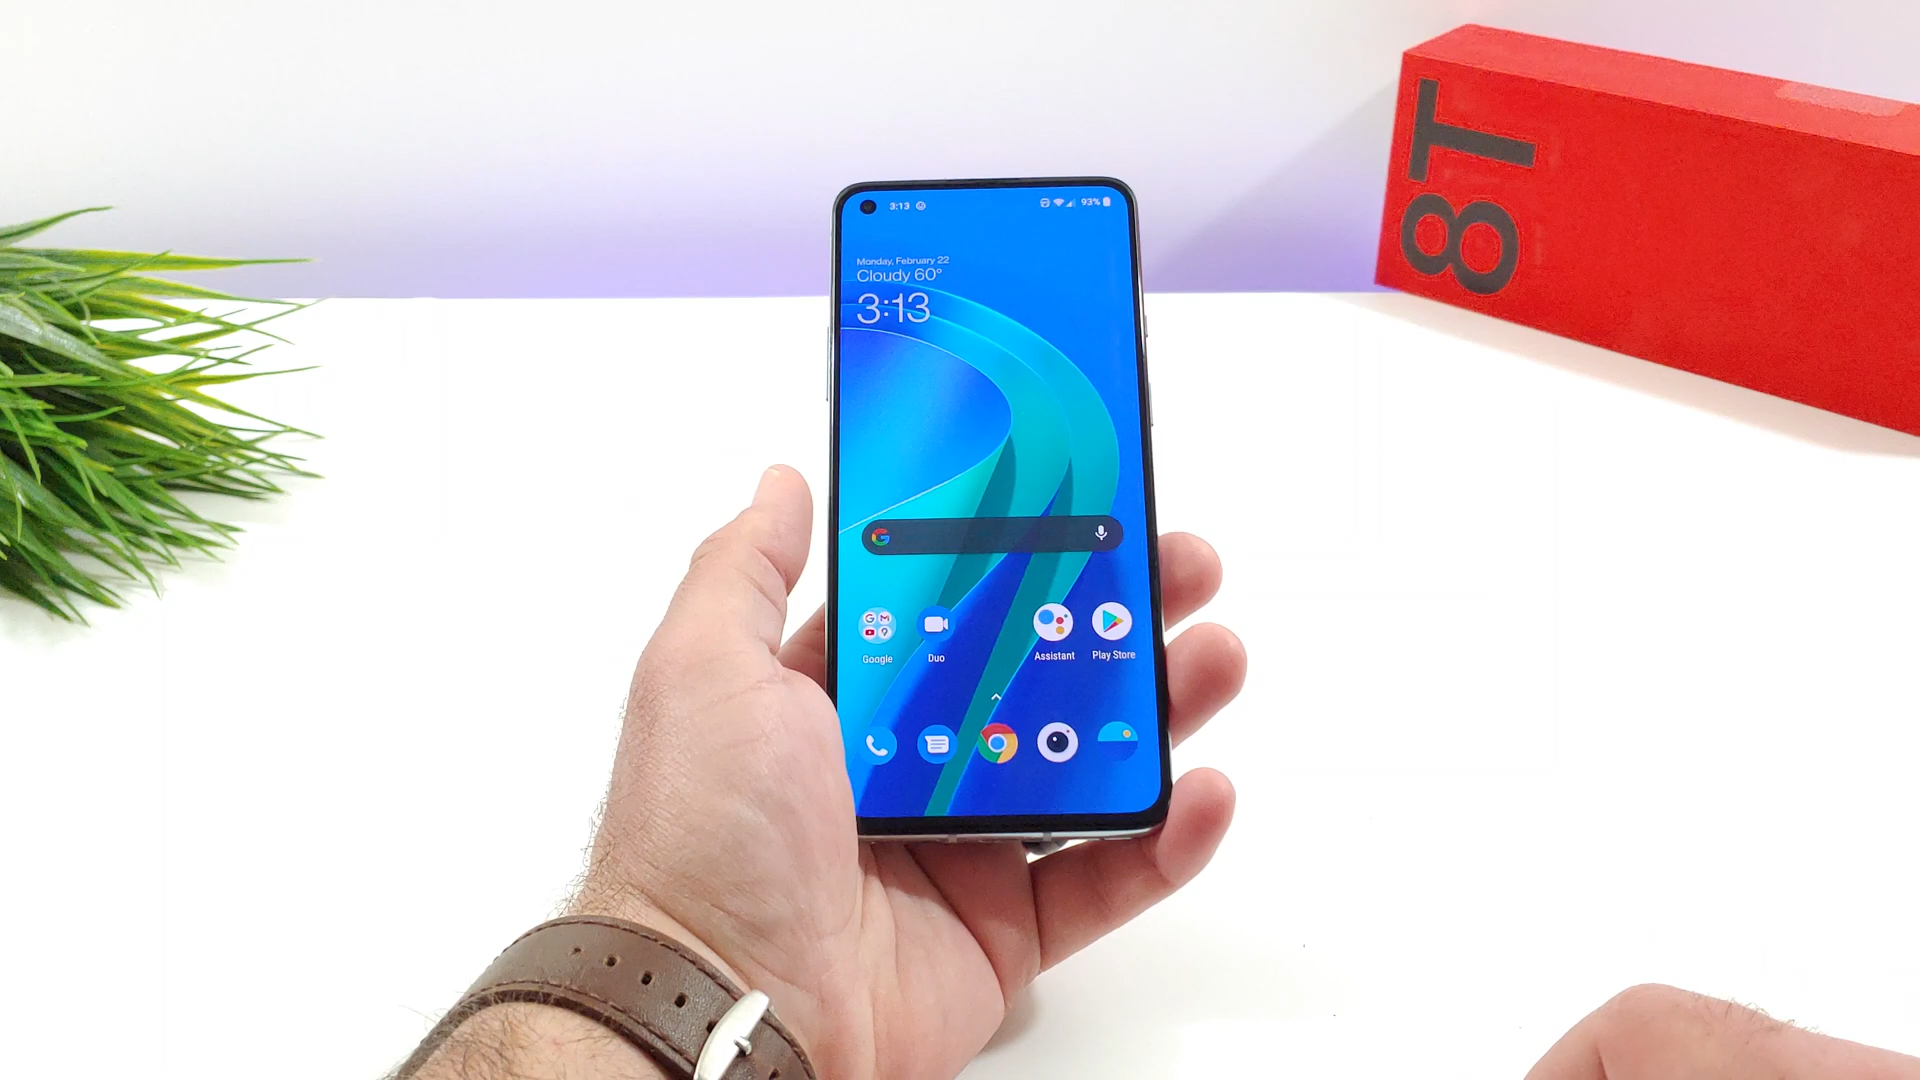 3:13
93%
Monday, February 22
Cloudy 60°
3:13
G
Google
Duo
Assistant
Play Store
8T